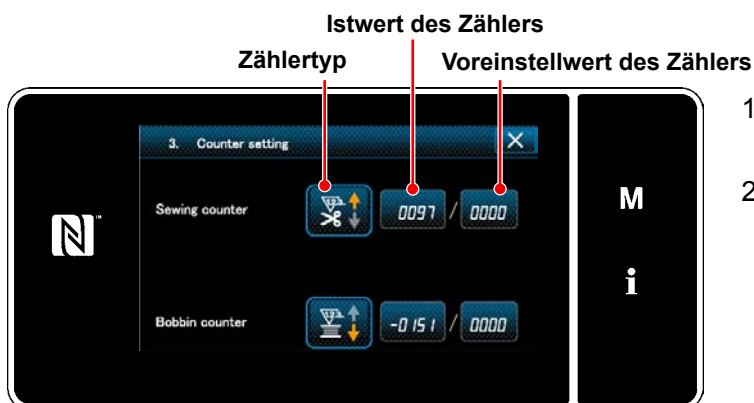 Istwert des Zählers
Zählertyp Voreinstellwert des Zählers
1
3. Counter setting
2
Sewing counter 0097 / 0000
M
N
i
Bobbin counter -0151 / 0000